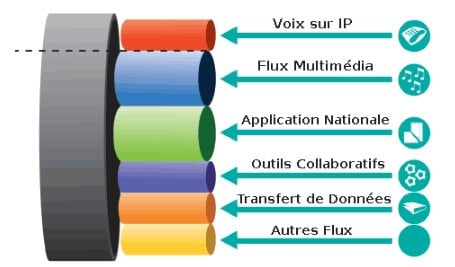 Voix sur IP
Flux Multimédia
Application Nationale
Outils Collaboratifs
Transfert de Données
Autres Flux